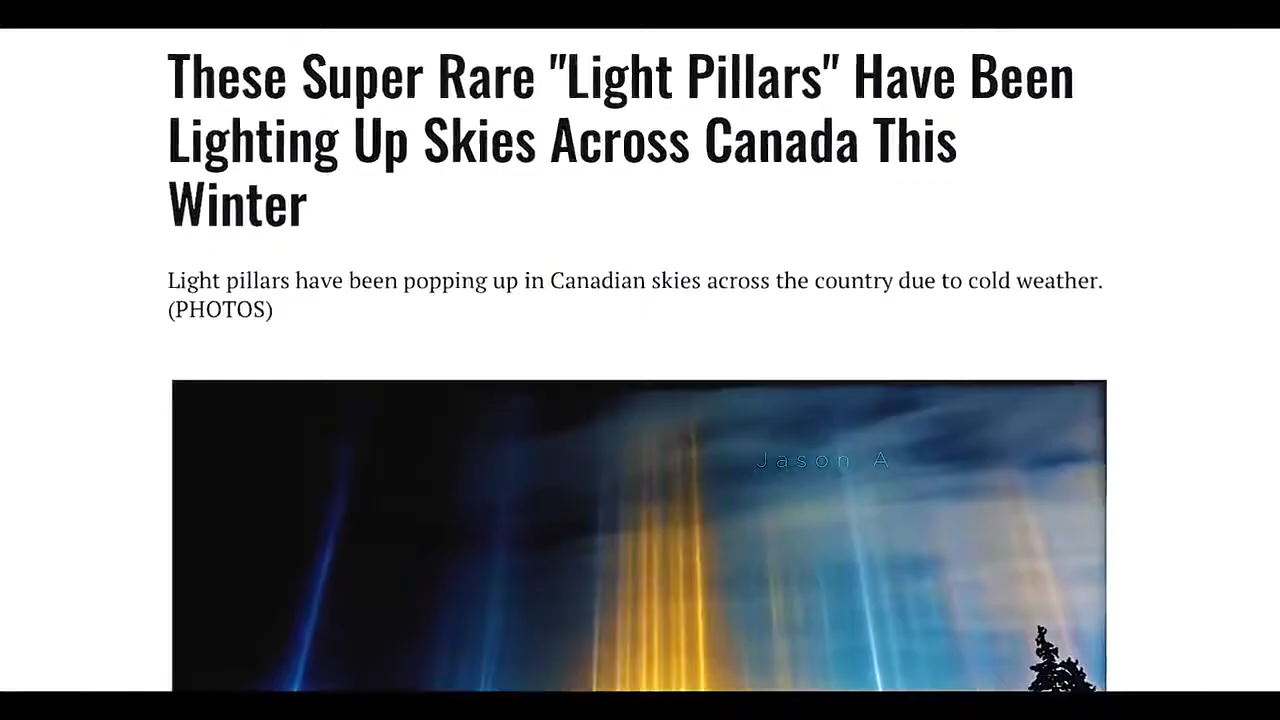 These Super Rare "Light Pillars" Have Been
Lighting Up Skies Across Canada This
Winter
Light pillars have been popping up in Canadian skies across the country due to cold weather.
(PHOTOS)
Jason A